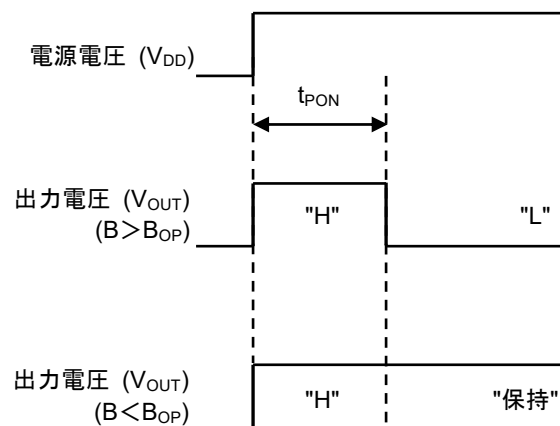 電源電圧 (VDD)
tPON
出力電圧 (VOUT)
(B＞BOP)
"H"
"L"
出力電圧 (VOUT)
(B＜BOP)
"H"
"保持"